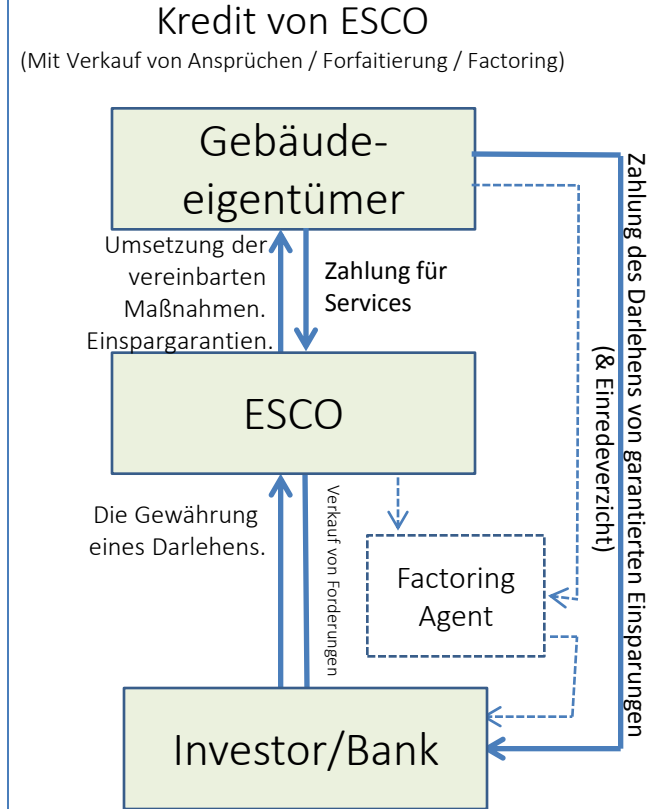 Kredit von ESCO
(Mit Verkauf von Ansprüchen / Forfaitierung / Factoring)
Gebäude-
eigentümer
Umsetzung der
vereinbarten
Maßnahmen.
Einspargarantien.
Zahlung für
Services
Zahlung des Darlehens von garantierten Einsparungen
(& Einredeverzicht)
ESCO
Die Gewährung
eines Darlehens.
Verkauf von Forderungen
Factoring
Agent
Investor/Bank